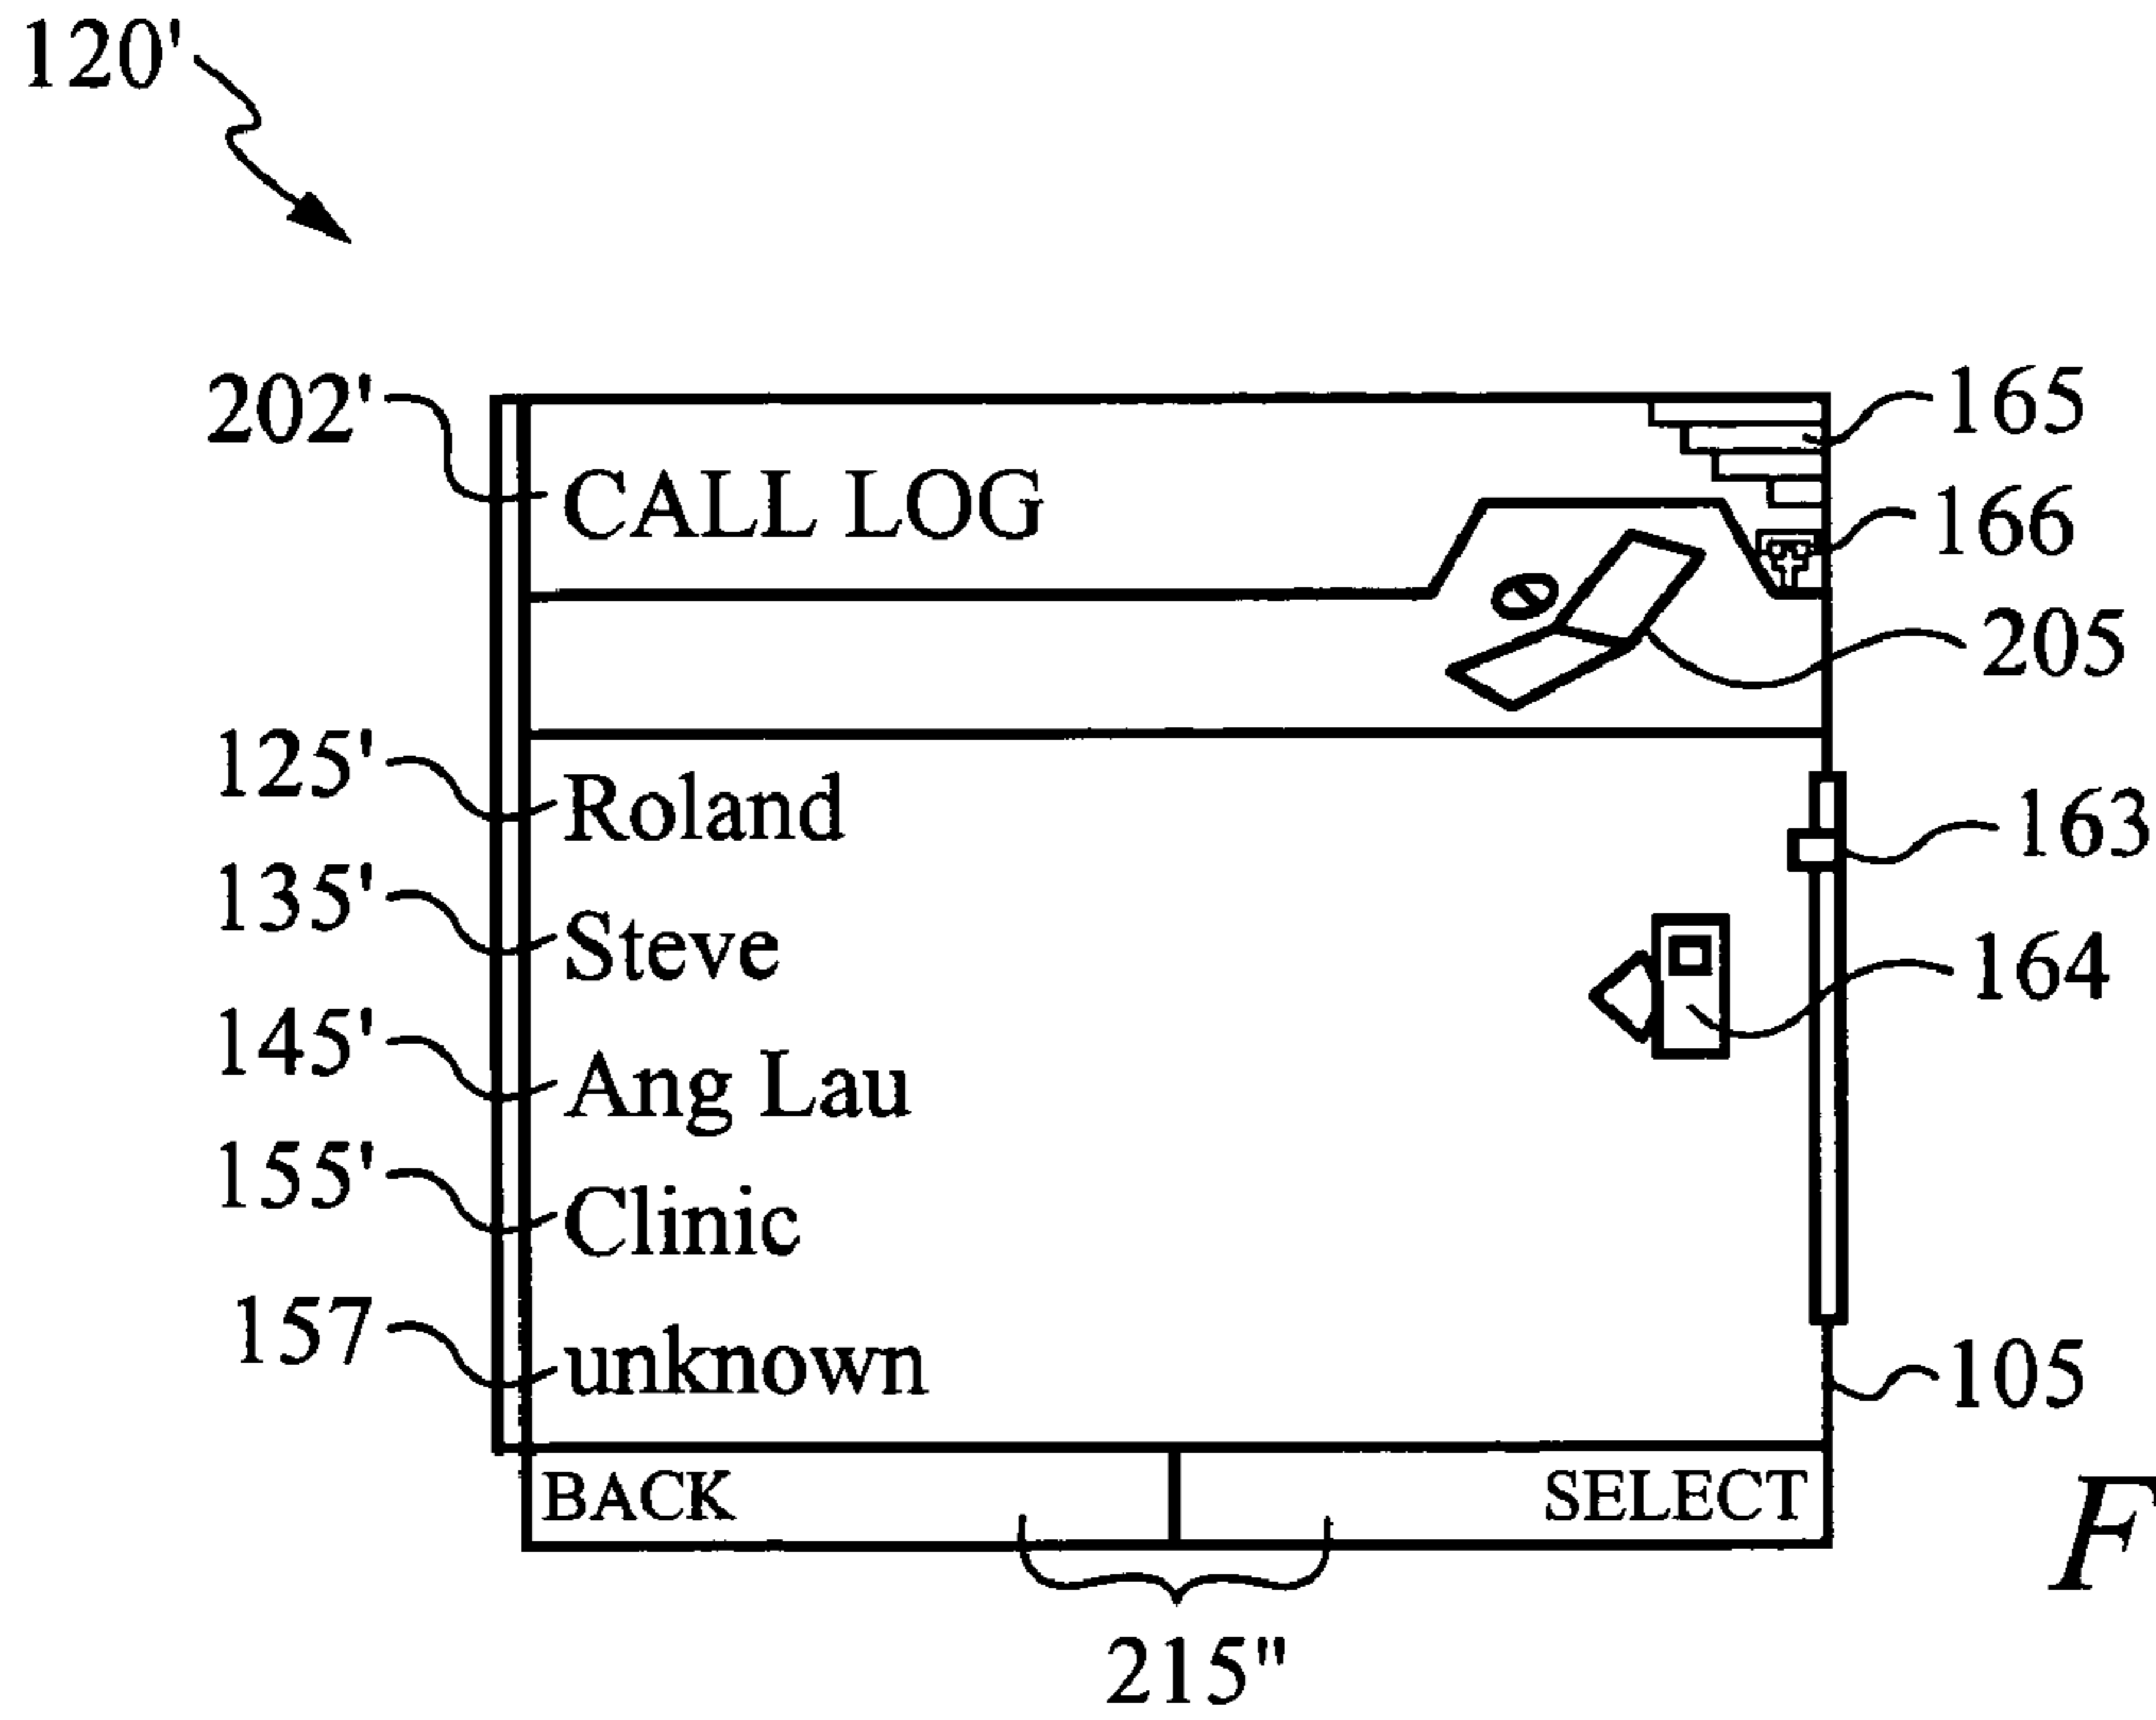 120'
202' CALL LOG 165
166
205
125' Roland
163
135' Steve
164
145' Ang Lau
155' Clinic
157 unknown
105
BACK SELECT
F
215"